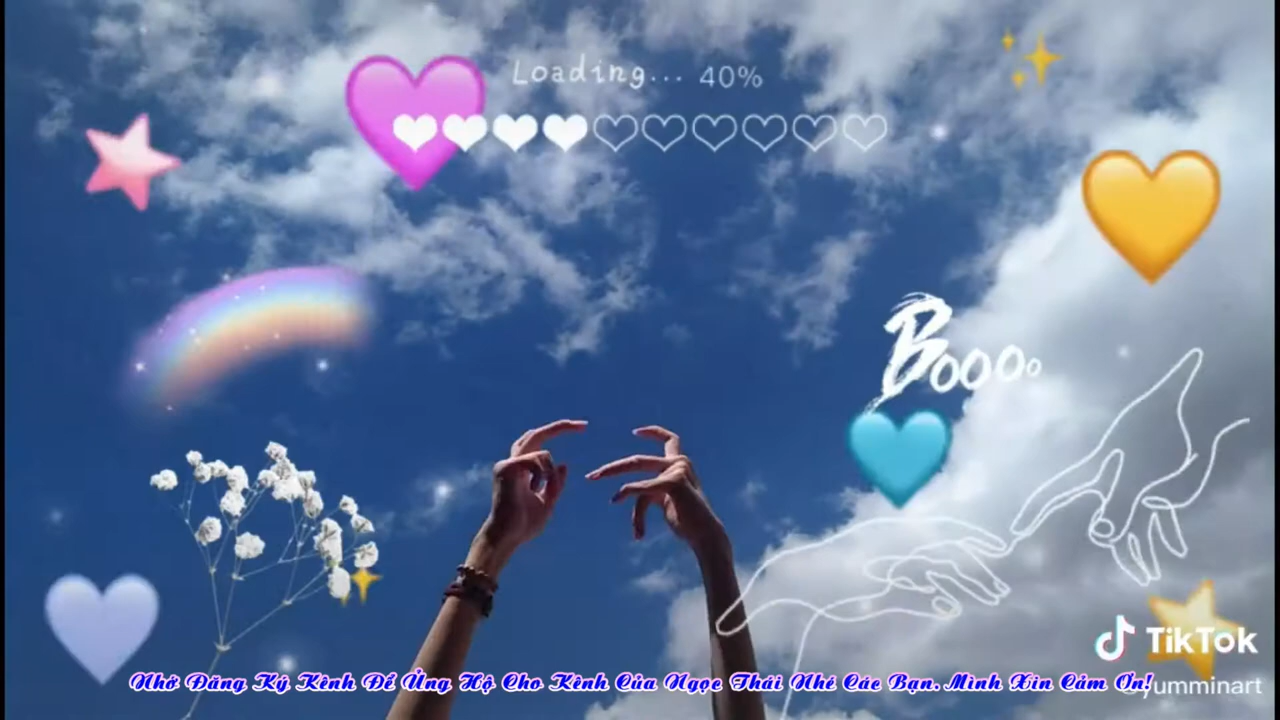 Loading... 40%
Boooo
TikTok
yumminart
Nhớ Đăng Ký Kênh Để Ủng Hộ Cho Kênh Của Ngọc Thái Nhé Các Bạn. Mình Xin Cảm Ơn!